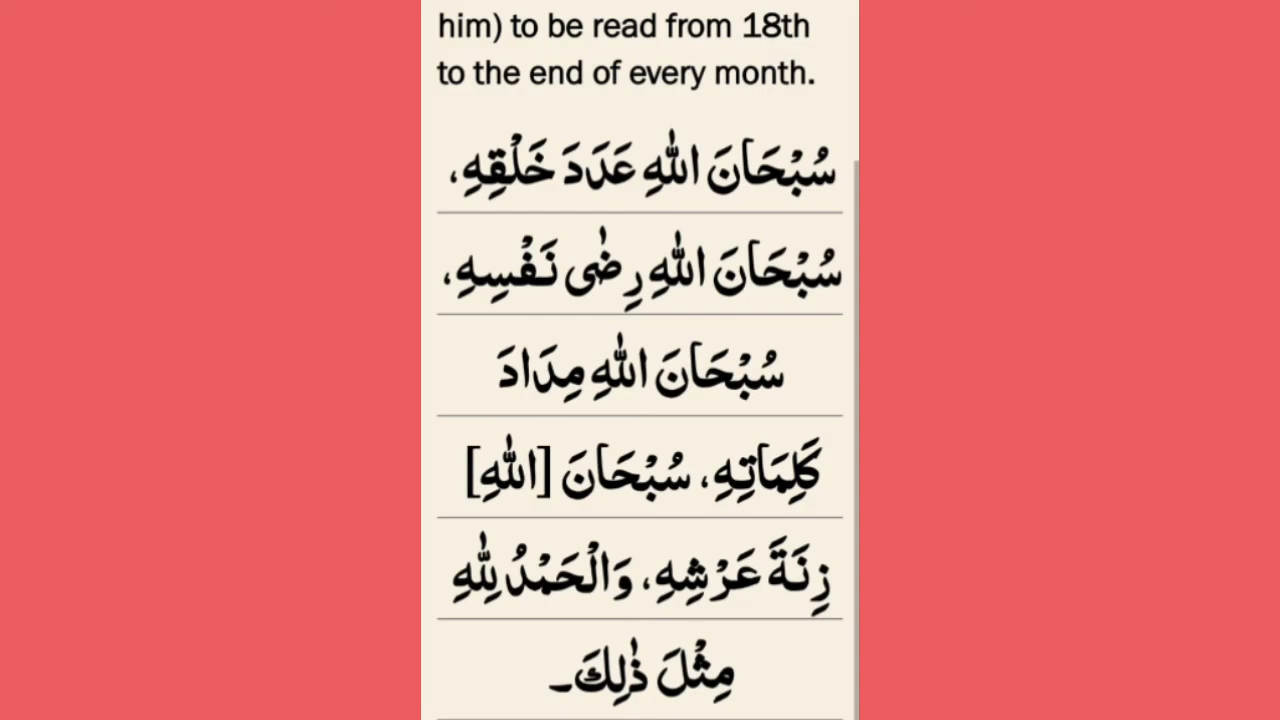 him) to be read from 18th
to the end of every month.
سُبْحَانَ اللّٰهِ عَدَدَ خَلْقِهٖ،
سُبْحَانَ اللّٰهِ رِضٰى نَفْسِهٖ،
سُبْحَانَ اللّٰهِ مِدَادَ
كَلِمَاتِهٖ، سُبْحَانَ [اللّٰهِ]
زِنَةَ عَرْشِهٖ، وَالْحَمْدُ لِلّٰهِ
مِثْلَ ذٰلِكَ۔